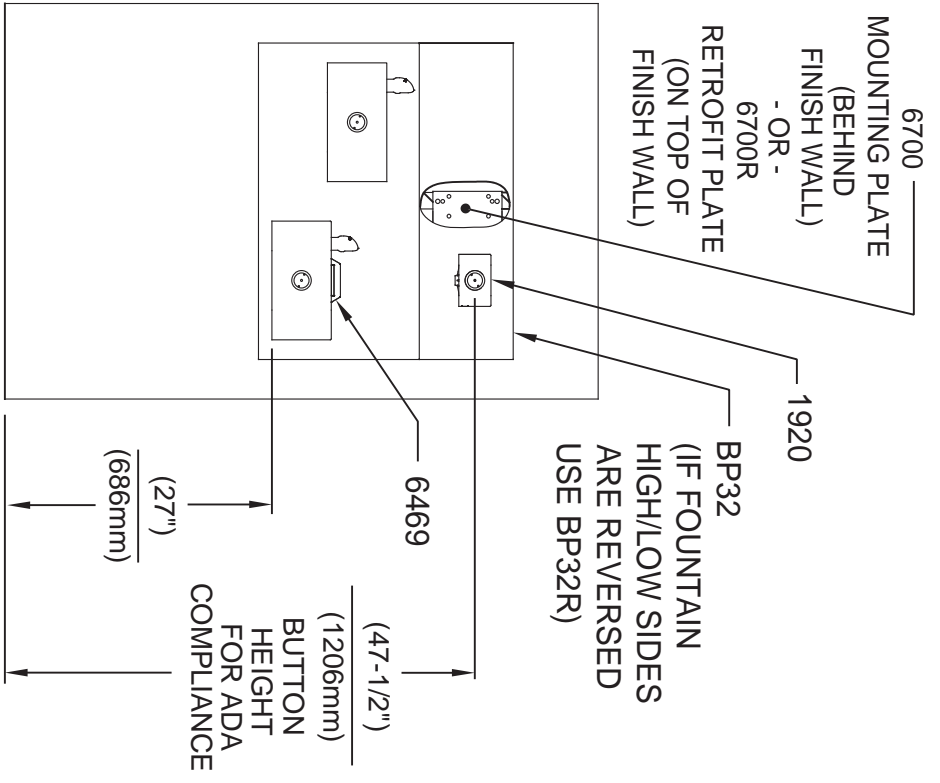 6700
MOUNTING PLATE
(BEHIND
FINISH WALL)
- OR -
6700R
RETROFIT PLATE
(ON TOP OF
FINISH WALL)
1920
BP32
(IF FOUNTAIN
HIGH/LOW SIDES
ARE REVERSED
USE BP32R)
6469
(27")
(686mm)
(47-1/2")
(1206mm)
BUTTON
HEIGHT
FOR ADA
COMPLIANCE